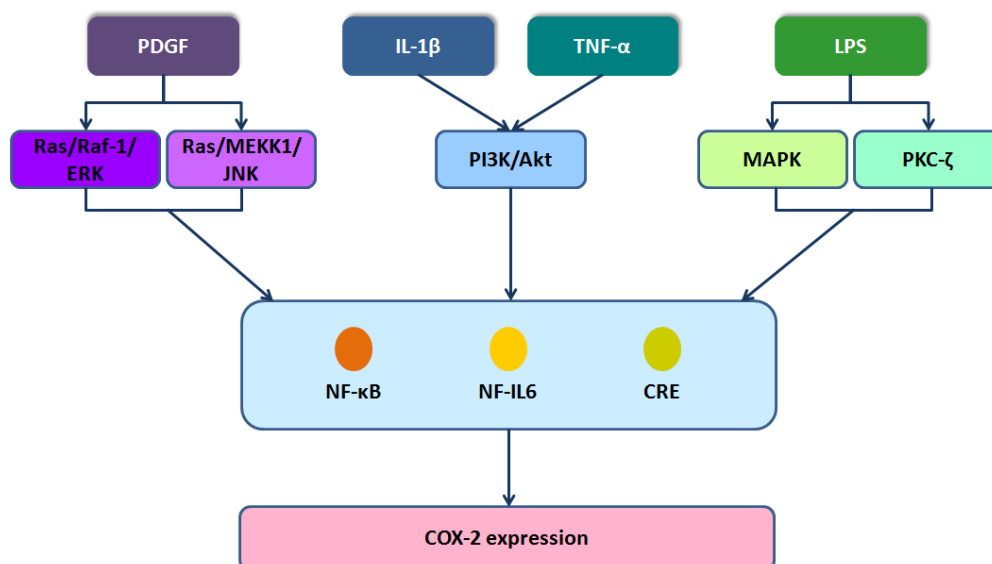 PDGF
IL-1β
TNF-α
LPS
Ras/Raf-1/
ERK
Ras/MEKK1/
JNK
PI3K/Akt
MAPK
PKC-ζ
NF-κB
NF-IL6
CRE
COX-2 expression